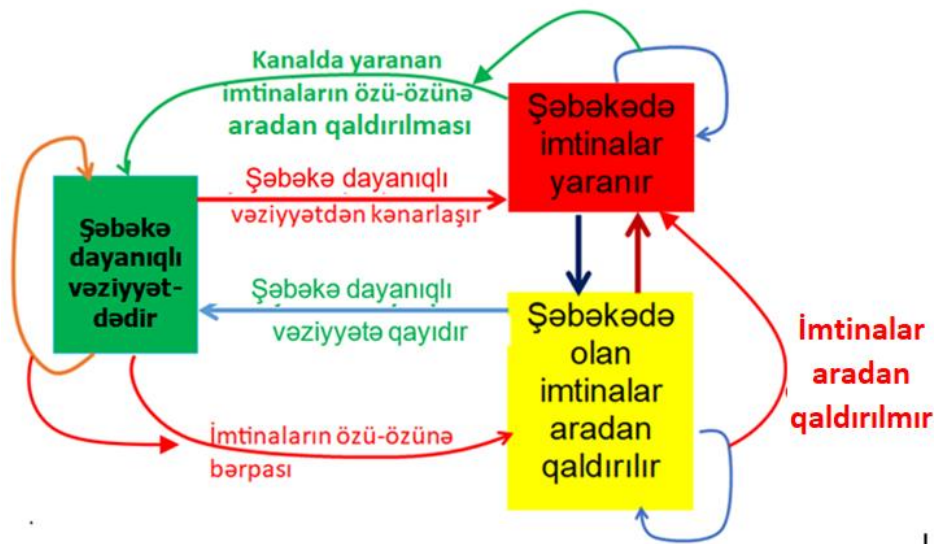 Kanalda yaranan
imtinaların özü-özünə
aradan qaldırılması
Şəbəkədə
imtinalar
yaranır
Şəbəkə dayanıqlı
vəziyyətdən kənarlaşır
Şəbəkə
dayanıqlı
vəziyyət-
dədir
Şəbəkə dayanıqlı
vəziyyətə qayıdır
Şəbəkədə
olan
imtinalar
aradan
qaldırılır
İmtinalar
aradan
qaldırılmır
İmtinaların özü-özünə
bərpası